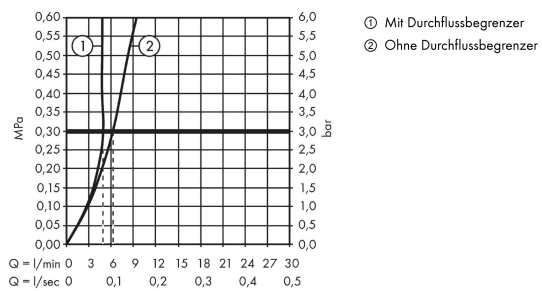 0,60 6,0
0,55 5,5
0,50 5,0
0,45 4,5
0,40 4,0
0,35 3,5
0,30 3,0
0,25 2,5
0,20 2,0
0,15 1,5
0,10 1,0
0,05 0,5
0,00 0,0
MPa
bar
1 2
Q = l/min 0 3 6 9 12 15 18 21 24 27 30
Q = l/sec 0 0,1 0,2 0,3 0,4 0,5
1 Mit Durchflussbegrenzer
2 Ohne Durchflussbegrenzer